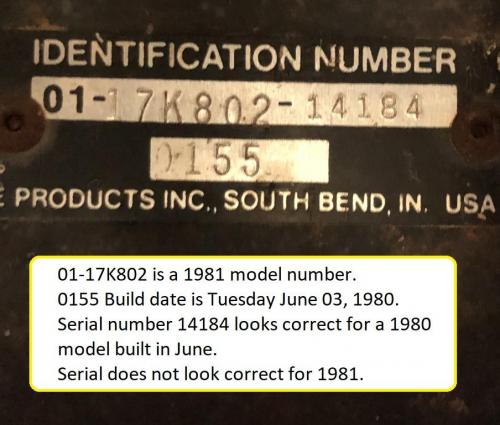 IDENTIFICATION NUMBER
01-17K802-14184
0155
E PRODUCTS INC., SOUTH BEND, IN. USA
01-17K802 is a 1981 model number.
0155 Build date is Tuesday June 03, 1980.
Serial number 14184 looks correct for a 1980
model built in June.
Serial does not look correct for 1981.